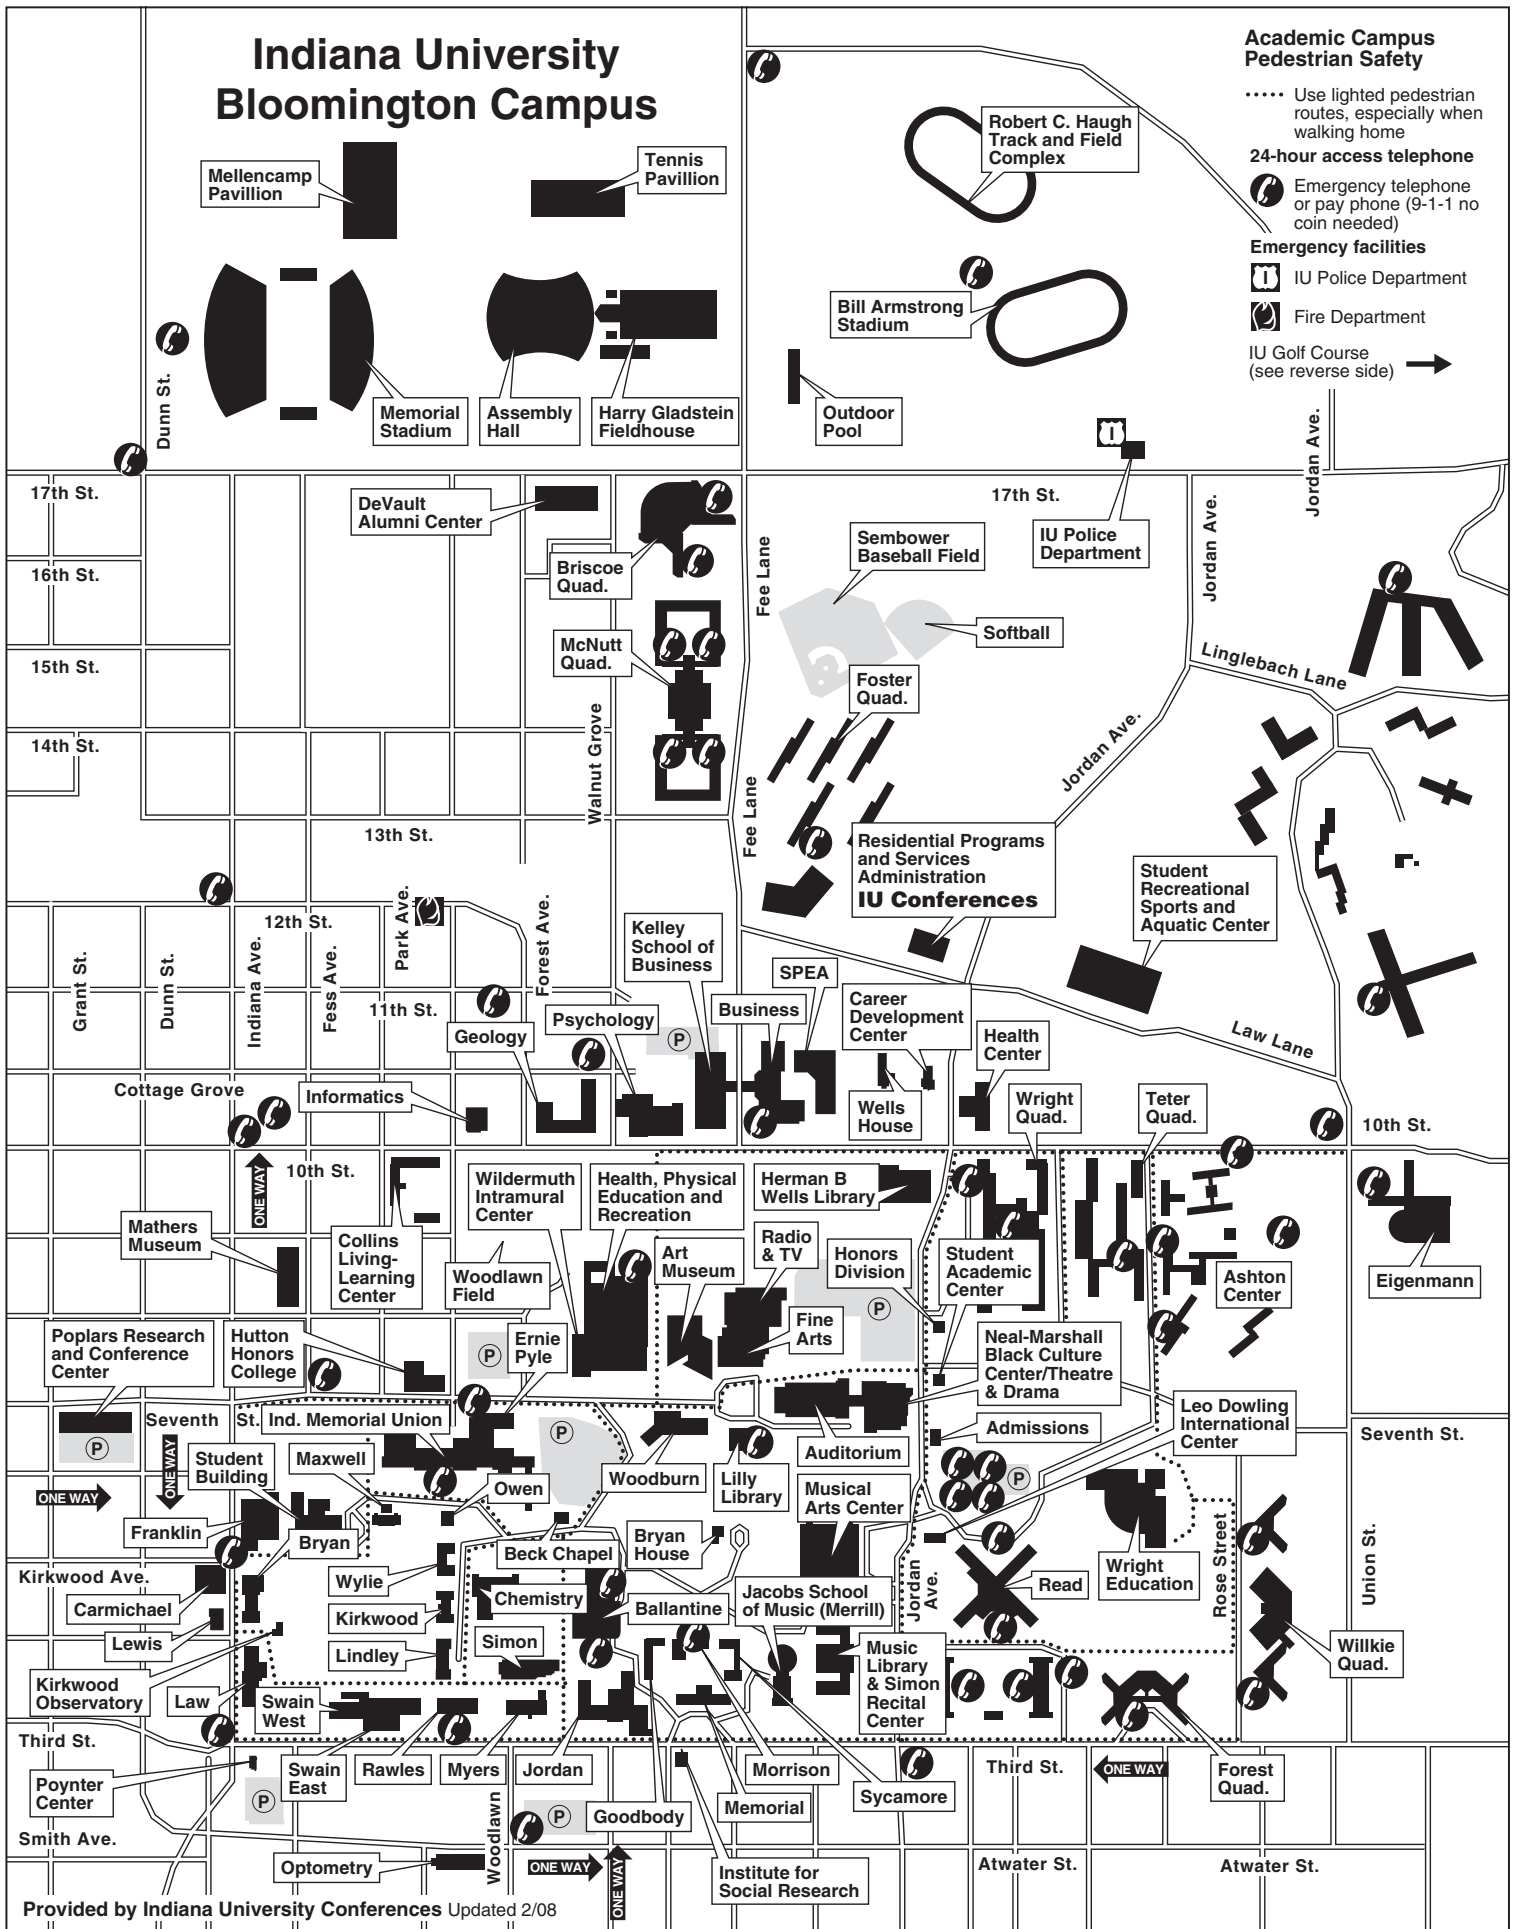 Indiana University
Bloomington Campus
Academic Campus
Pedestrian Safety
Use lighted pedestrian
routes, especially when
walking home
24-hour access telephone
Emergency telephone
or pay phone (9-1-1 no
coin needed)
Emergency facilities
I
IU Police Department
Fire Department
IU Golf Course
(see reverse side)
Robert C. Haugh
Track and Field
Complex
Mellencamp
Pavillion
Tennis
Pavillion
Bill Armstrong
Stadium
Dunn St.
Memorial
Stadium
Assembly
Hall
Harry Gladstein
Fieldhouse
Outdoor
Pool
I
Jordan Ave.
17th St.
DeVault
Alumni Center
17th St.
IU Police
Department
Jordan Ave.
Sembower
Baseball Field
Fee Lane
16th St.
Briscoe
Quad.
Softball
15th St.
McNutt
Quad.
Linglebach Lane
Foster
Quad.
14th St.
Walnut Grove
Jordan Ave.
Fee Lane
13th St.
Residential Programs
and Services
Administration
IU Conferences
Student
Recreational
Sports and
Aquatic Center
12th St.
Park Ave.
Forest Ave.
Kelley
School of
Business
Grant St.
Dunn St.
Indiana Ave.
Fess Ave.
11th St.
SPEA
Business
Career
Development
Center
Psychology
P
Geology
Health
Center
Law Lane
Cottage Grove
Informatics
Wells
House
Wright
Quad.
Teter
Quad.
10th St.
10th St.
ONE WAY
Wildermuth
Intramural
Center
Health, Physical
Education and
Recreation
Herman B
Wells Library
Mathers
Museum
Collins
Living-
Learning
Center
Woodlawn
Field
Art
Museum
Radio
& TV
Honors
Division
Student
Academic
Center
Ashton
Center
Eigenmann
Poplars Research
and Conference
Center
Hutton
Honors
College
P
Ernie
Pyle
Fine
Arts
P
Neal-Marshall
Black Culture
Center/Theatre
& Drama
Leo Dowling
International
Center
Seventh St.
Ind. Memorial Union
P
P
Admissions
Seventh St.
Auditorium
Student
Building
Maxwell
Woodburn
Lilly
Library
Musical
Arts Center
P
ONE WAY
ONE WAY
Owen
Franklin
Bryan
Beck Chapel
Bryan
House
Kirkwood Ave.
Wylie
Chemistry
Jordan
Ave.
Read
Wright
Education
Rose Street
Union St.
Carmichael
Kirkwood
Ballantine
Jacobs School
of Music (Merrill)
Lewis
Lindley
Simon
Music
Library
& Simon
Recital
Center
Willkie
Quad.
Kirkwood
Observatory
Law
Swain
West
Third St.
Poynter
Center
P
Swain
East
Rawles
Myers
Jordan
Morrison
Third St.
ONE WAY
Forest
Quad.
Sycamore
Memorial
Goodbody
P
Smith Ave.
Woodlawn
Optometry
ONE WAY
ONE WAY
Institute for
Social Research
Atwater St.
Atwater St.
Provided by Indiana University Conferences Updated 2/08